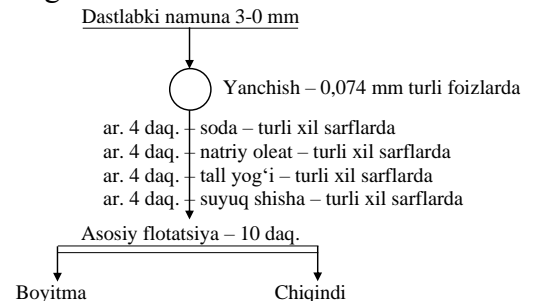 Dastlabki namuna 3-0 mm
Yanchish – 0,074 mm turli foizlarda
ar. 4 daq. – soda – turli xil sarflarda
ar. 4 daq. – natriy oleat – turli xil sarflarda
ar. 4 daq. – tall yog‘i – turli xil sarflarda
ar. 4 daq. – suyuq shisha – turli xil sarflarda
Asosiy flotatsiya – 10 daq.
Boyitma Chiqindi